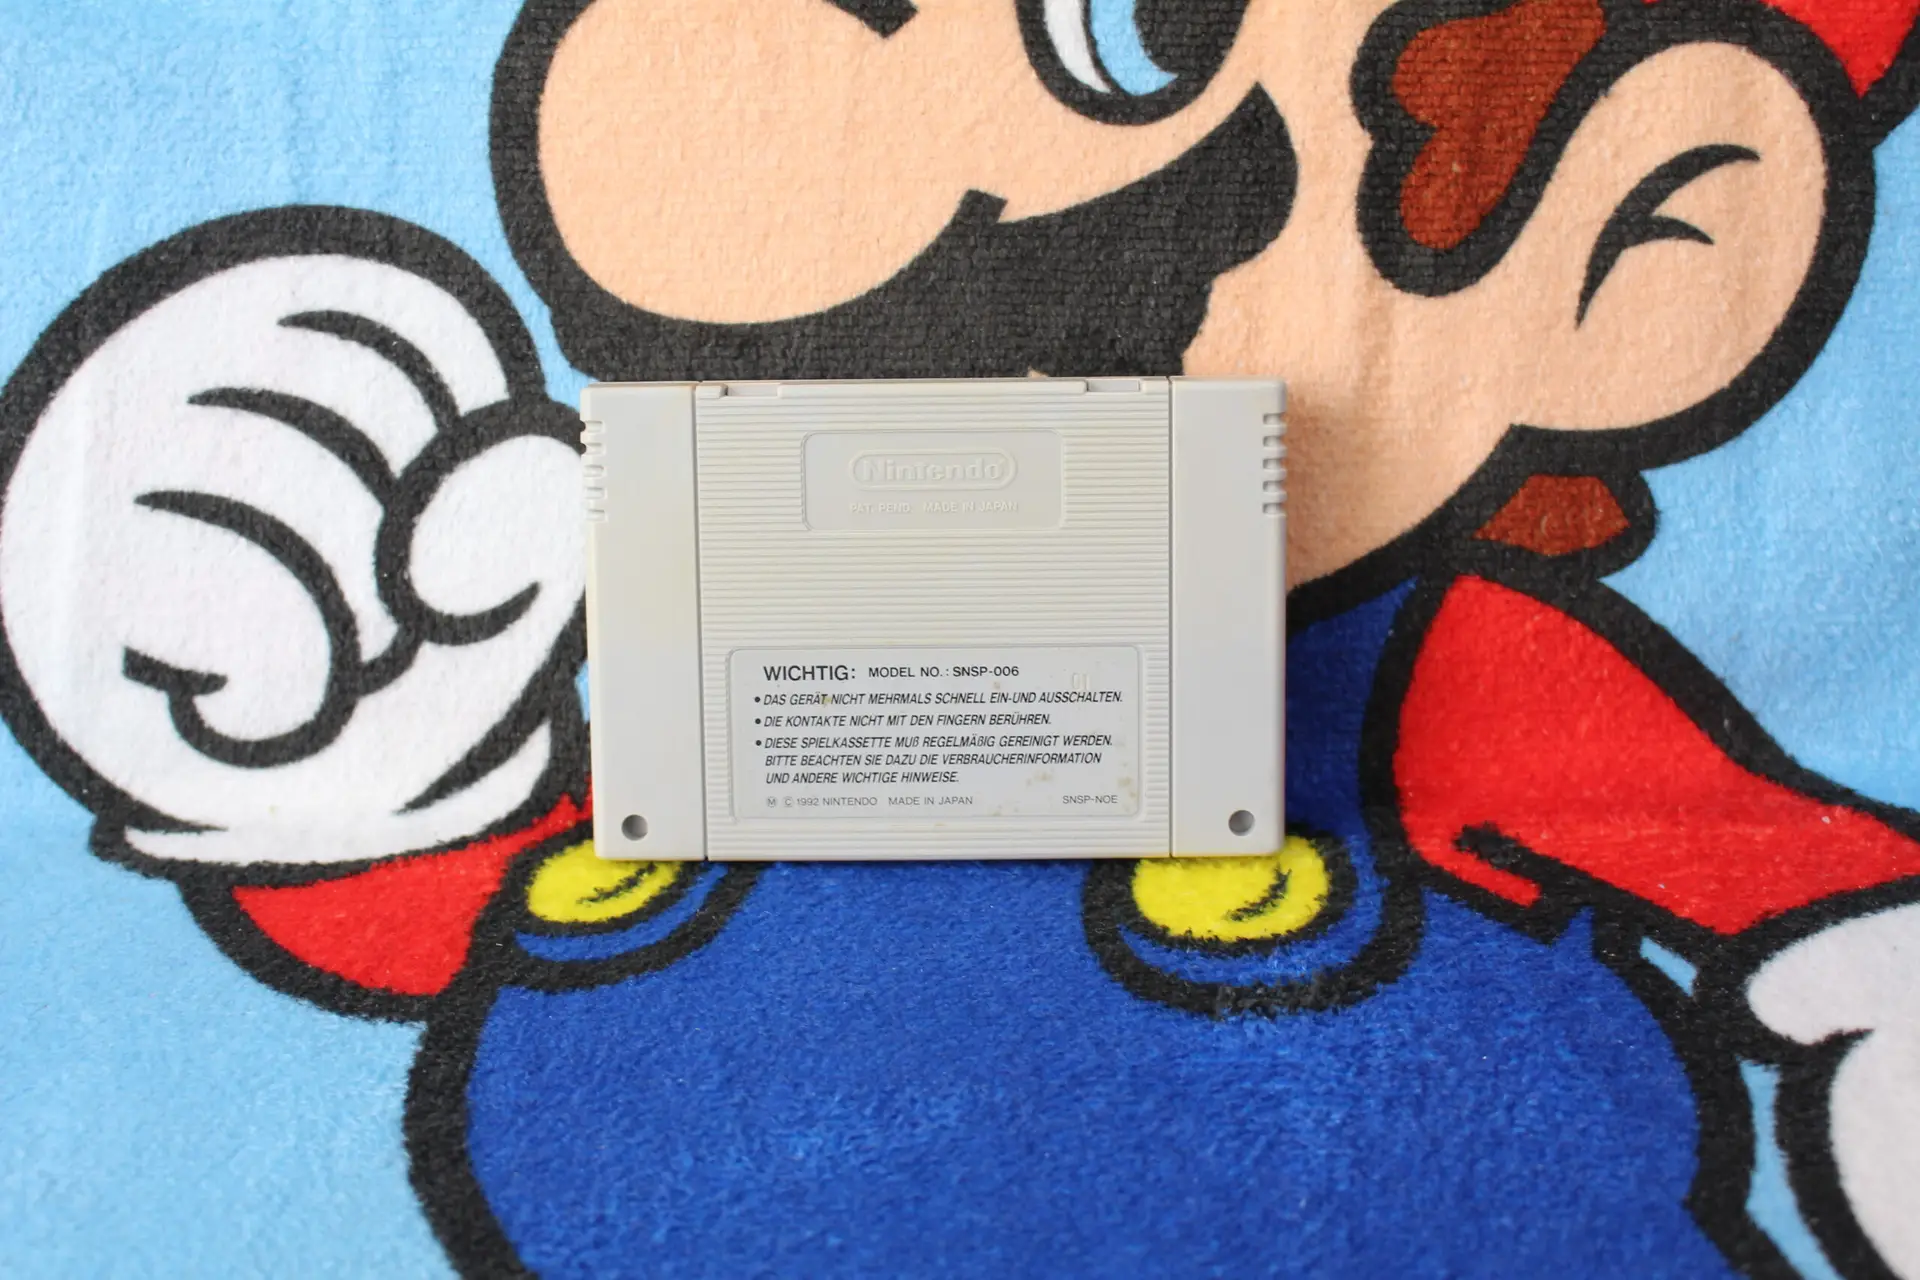 Nintendo
PAT. PEND. MADE IN JAPAN
WICHTIG: MODEL NO.: SNSP-006
• DAS GERÄT NICHT MEHRMALS SCHNELL EIN-UND AUSSCHALTEN.
• DIE KONTAKTE NICHT MIT DEN FINGERN BERÜHREN.
• DIESE SPIELKASSETTE MUß REGELMÄßIG GEREINIGT WERDEN.
BITTE BEACHTEN SIE DAZU DIE VERBRAUCHERINFORMATION
UND ANDERE WICHTIGE HINWEISE.
Ⓜ © 1992 NINTENDO MADE IN JAPAN SNSP-NOE